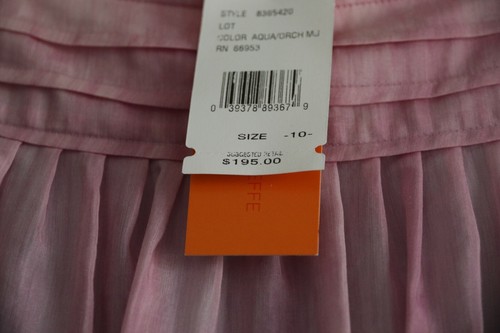 STYLE 8365420
LOT
COLOR AQUA/ORCH MJ
RN 66953
0 39378 89367 9
SIZE -10-
SUGGESTED RETAIL
$195.00
FFE